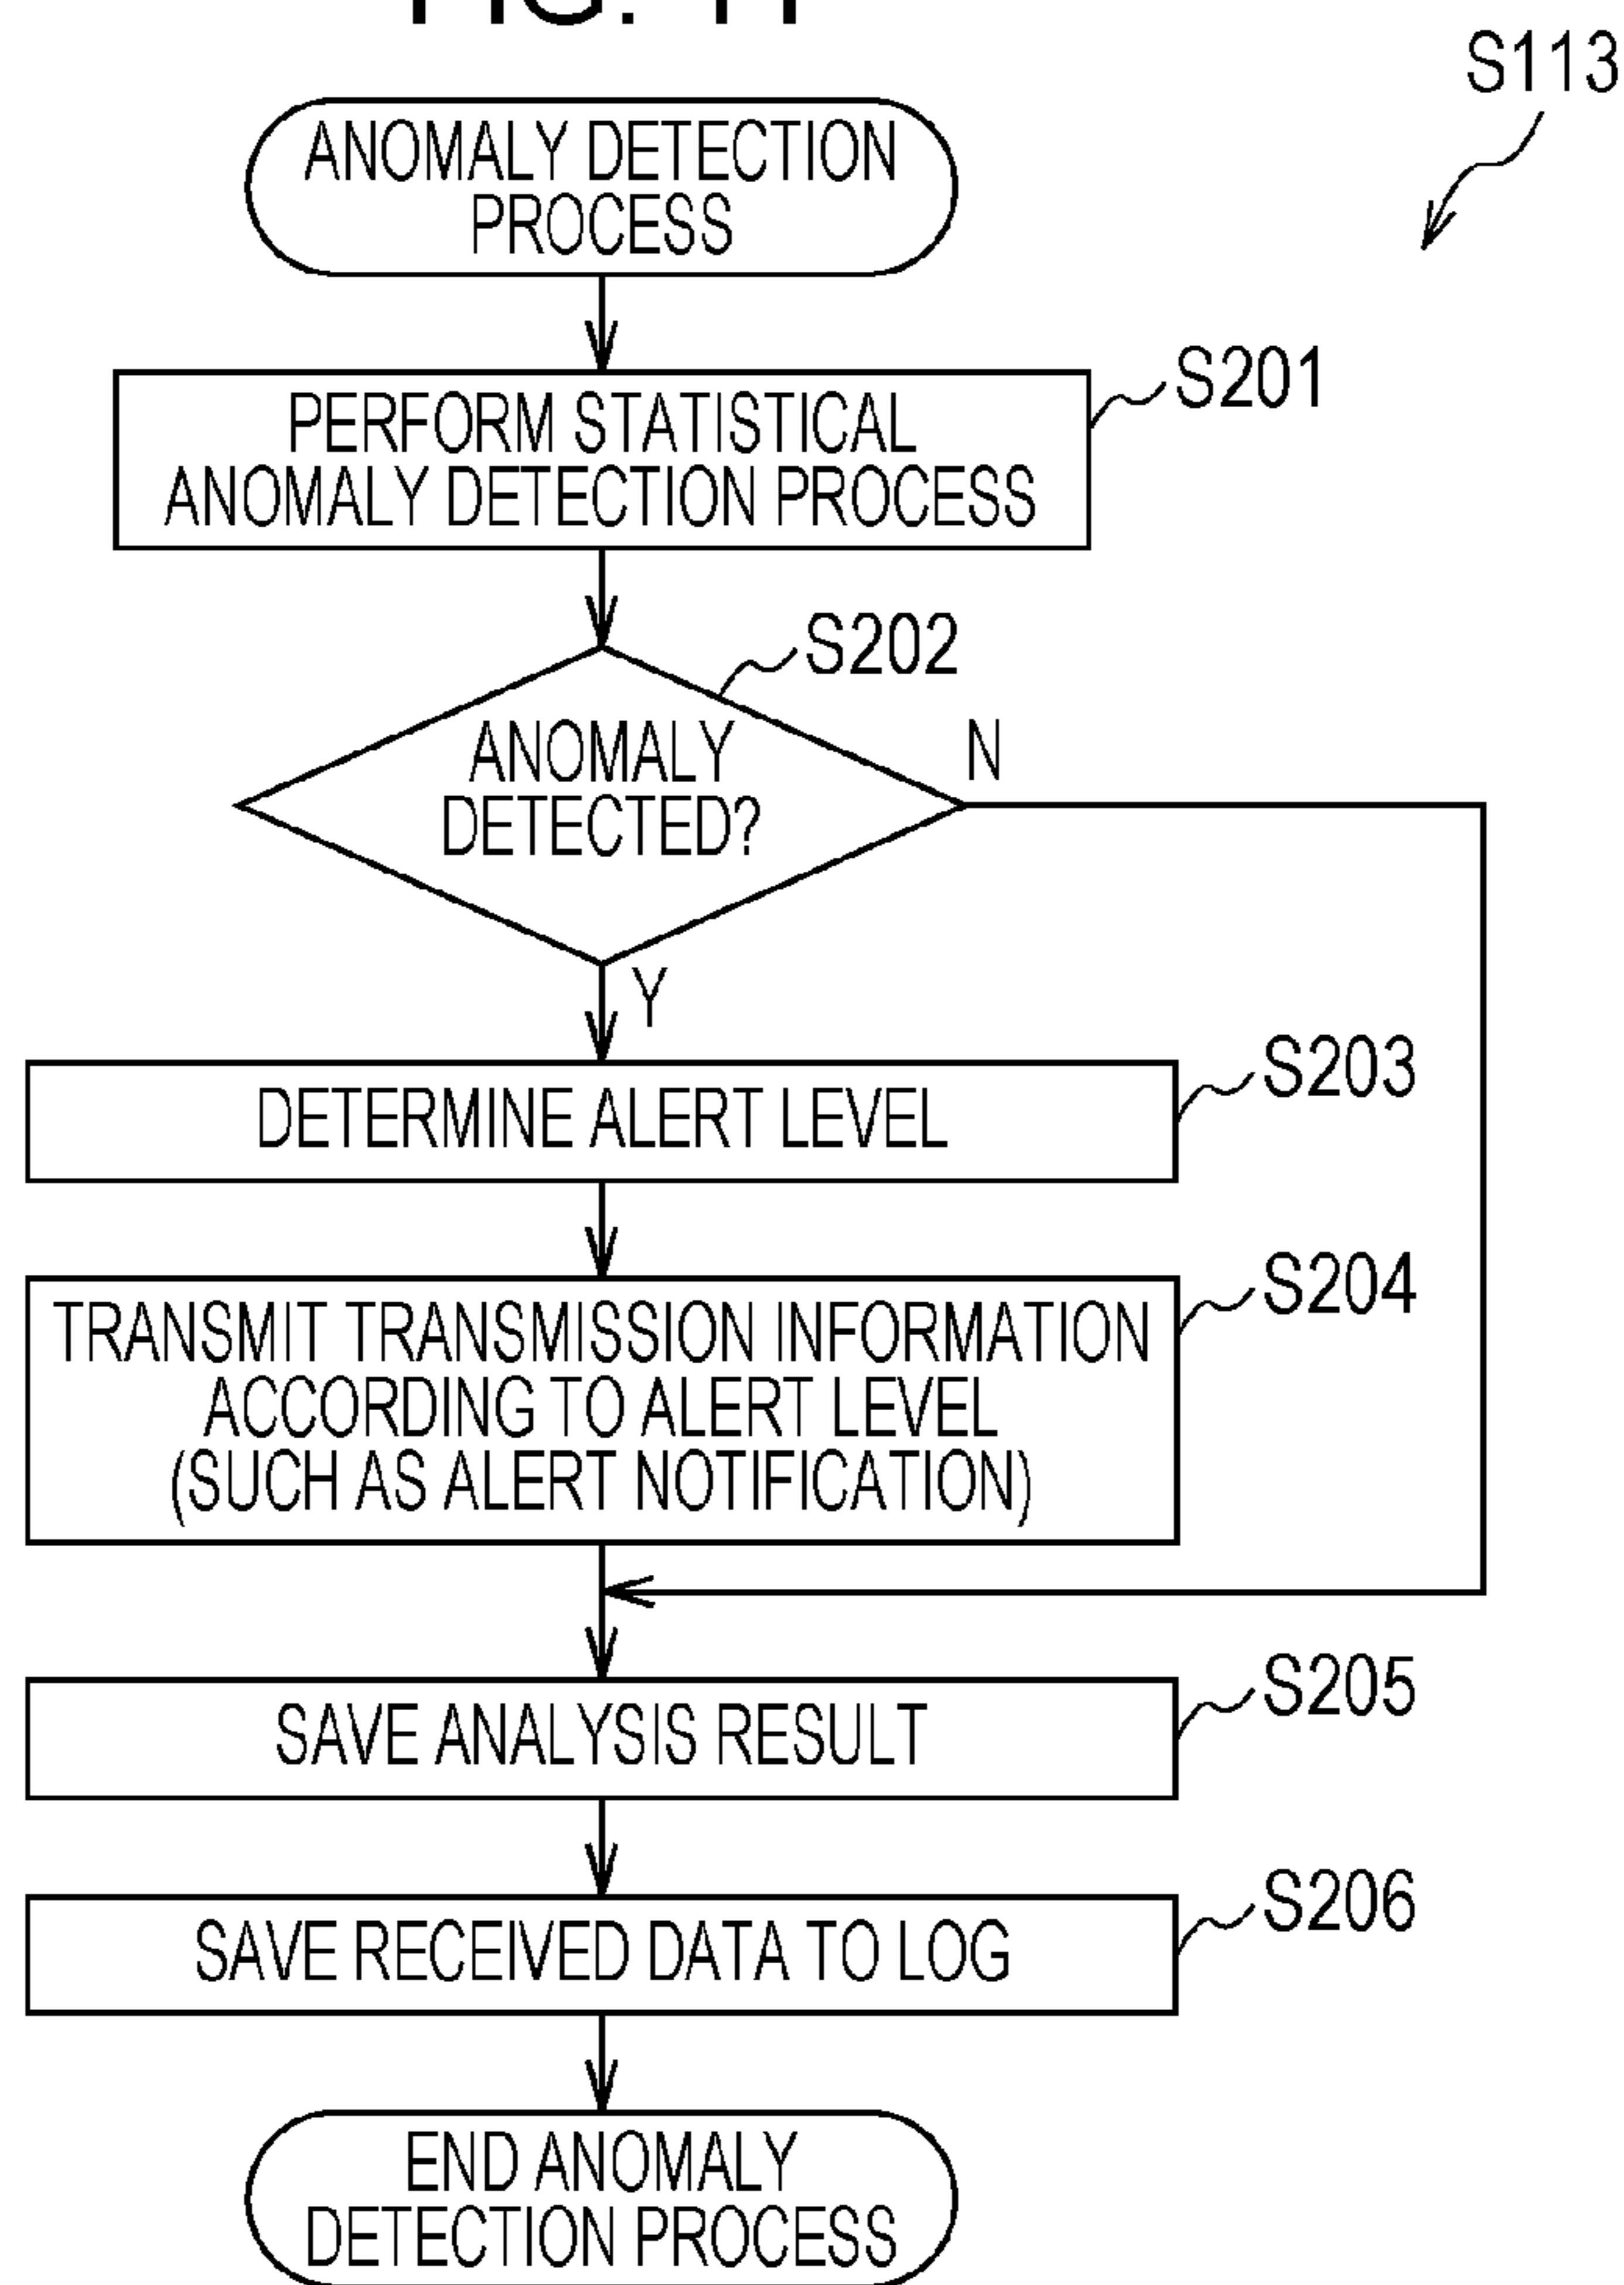 FIG. 11
S113
ANOMALY DETECTION
PROCESS
S201
PERFORM STATISTICAL
ANOMALY DETECTION PROCESS
S202
ANOMALY
DETECTED?
N
Y
S203
DETERMINE ALERT LEVEL
S204
TRANSMIT TRANSMISSION INFORMATION
ACCORDING TO ALERT LEVEL
(SUCH AS ALERT NOTIFICATION)
S205
SAVE ANALYSIS RESULT
S206
SAVE RECEIVED DATA TO LOG
END ANOMALY
DETECTION PROCESS